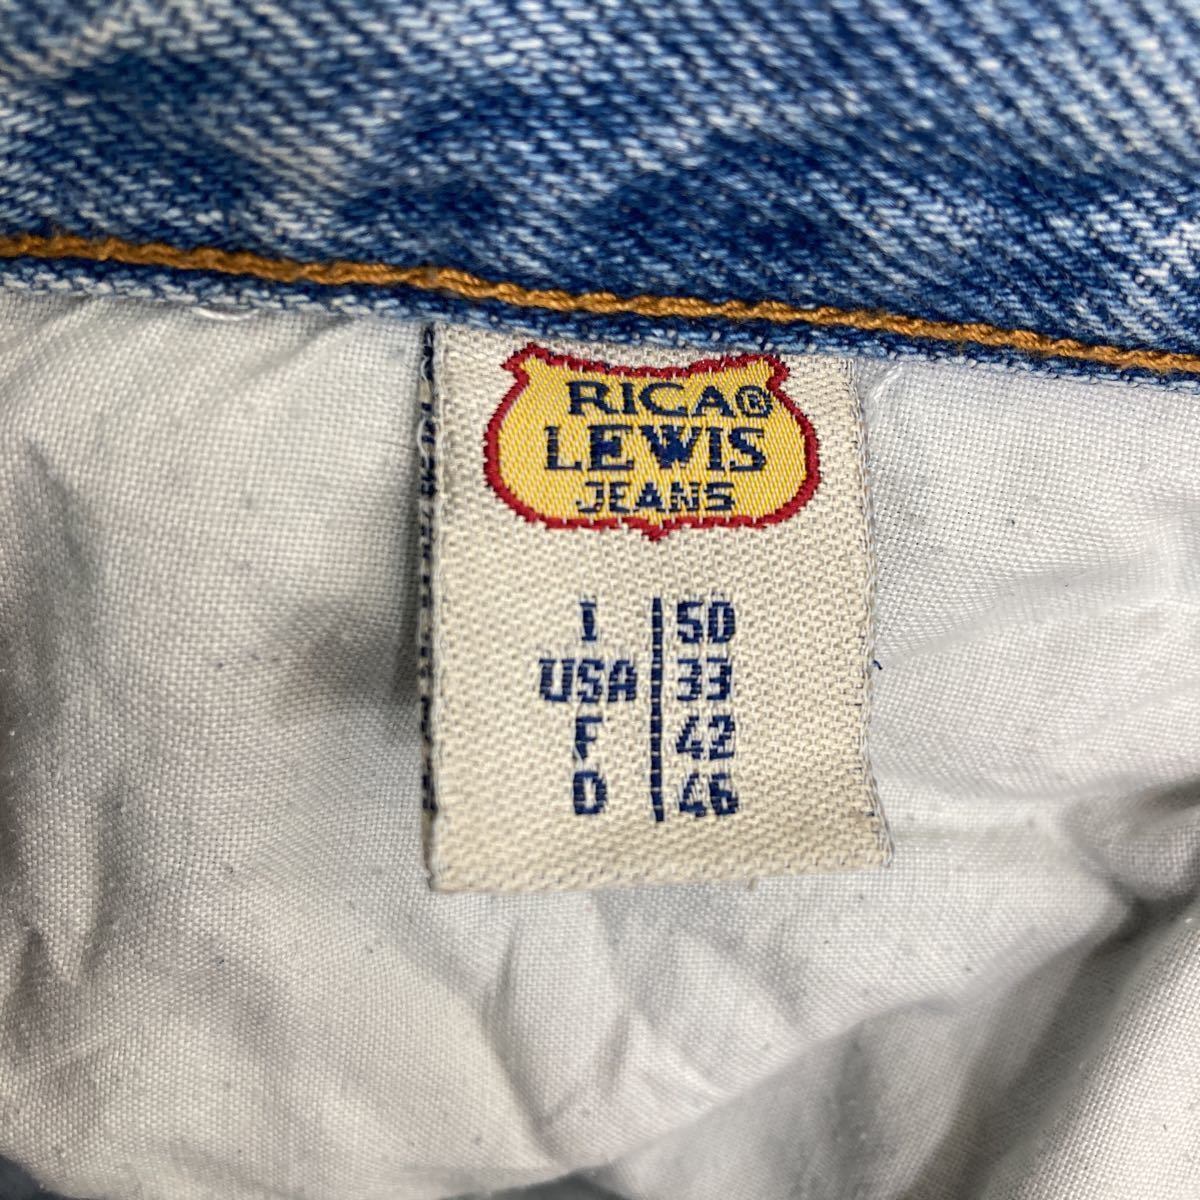 RICA®
LEWIS
JEANS
I 50
USA 33
F 42
D 46